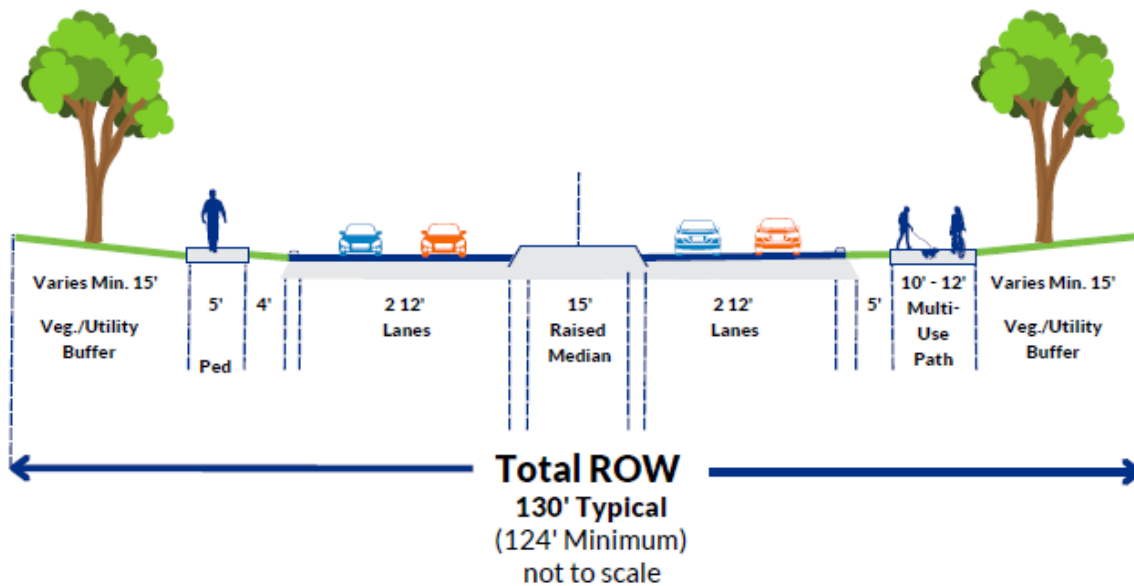 Varies Min. 15'
Veg./Utility
Buffer
5'
Ped
4'
2 12'
Lanes
15'
Raised
Median
2 12'
Lanes
5'
10' - 12'
Multi-
Use
Path
Varies Min. 15'
Veg./Utility
Buffer
Total ROW
130' Typical
(124' Minimum)
not to scale